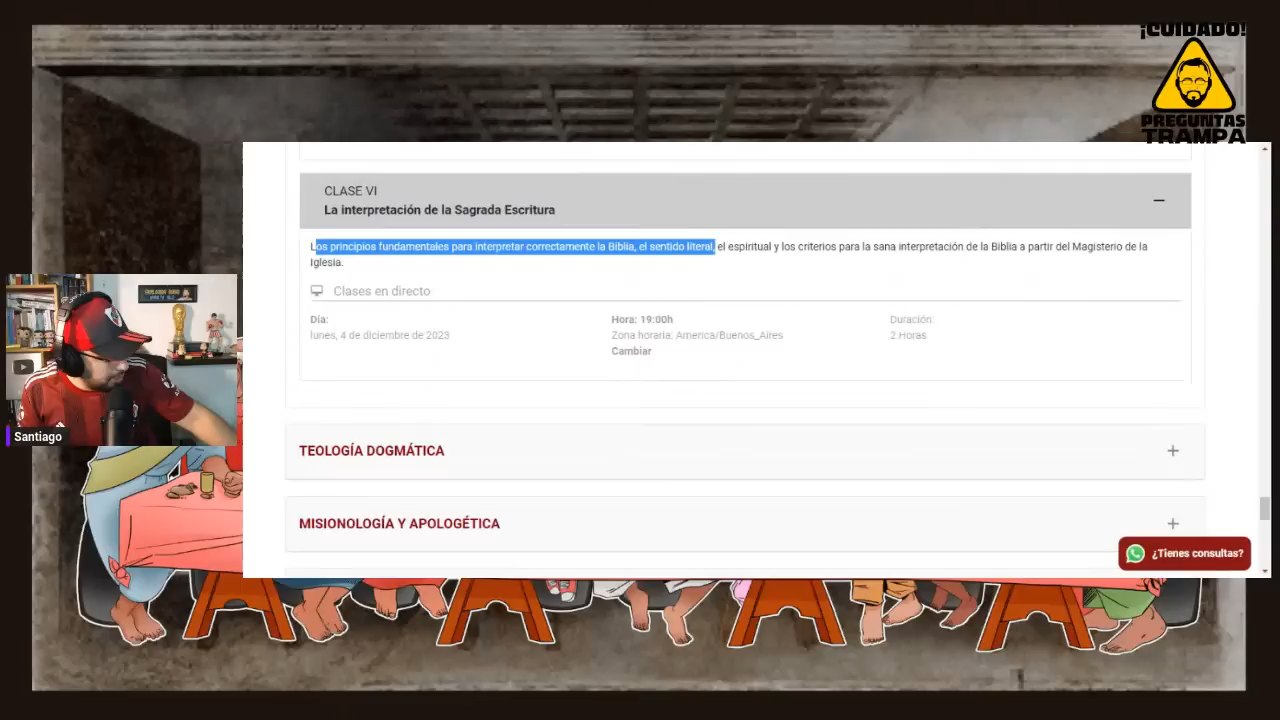 ¡CUIDADO!
PREGUNTAS
TRAMPA
CLASE VI
La interpretación de la Sagrada Escritura
Los principios fundamentales para interpretar correctamente la Biblia, el sentido literal, el espiritual y los criterios para la sana interpretación de la Biblia a partir del Magisterio de la
Iglesia.
Clases en directo
Día:
lunes, 4 de diciembre de 2023
Hora: 19:00h
Zona horaria: America/Buenos_Aires
Cambiar
Duración:
2 Horas
Santiago
TEOLOGÍA DOGMÁTICA
MISIONOLOGÍA Y APOLOGÉTICA
¿Tienes consultas?